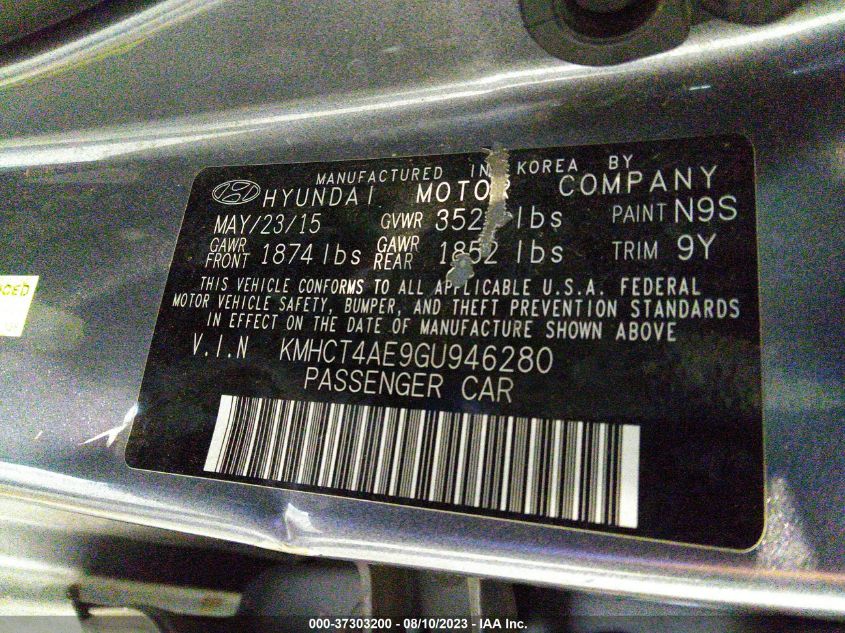 MANUFACTURED IN KOREA BY
HYUNDAI MOTOR COMPANY
MAY/23/15 GVWR 352 lbs PAINT N9S
GAWR FRONT 1874 lbs GAWR REAR 1852 lbs TRIM 9Y
THIS VEHICLE CONFORMS TO ALL APPLICABLE U.S.A. FEDERAL
MOTOR VEHICLE SAFETY, BUMPER, AND THEFT PREVENTION STANDARDS
IN EFFECT ON THE DATE OF MANUFACTURE SHOWN ABOVE
V.I.N KMHCT4AE9GU946280
PASSENGER CAR
000-37303200 - 08/10/2023 - IAA Inc.